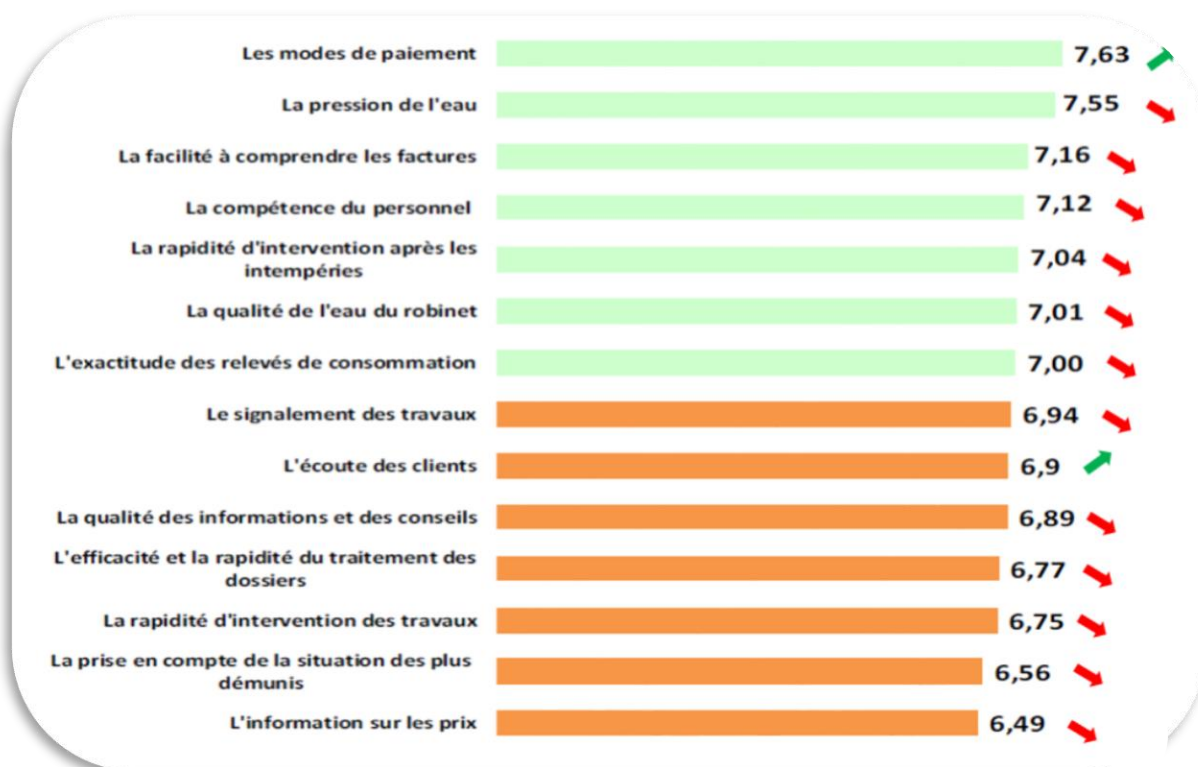 Les modes de paiement 7,63
La pression de l'eau 7,55
La facilité à comprendre les factures 7,16
La compétence du personnel 7,12
La rapidité d'intervention après les
intempéries 7,04
La qualité de l'eau du robinet 7,01
L'exactitude des relevés de consommation 7,00
Le signalement des travaux 6,94
L'écoute des clients 6,9
La qualité des informations et des conseils 6,89
L'efficacité et la rapidité du traitement des
dossiers 6,77
La rapidité d'intervention des travaux 6,75
La prise en compte de la situation des plus
démunis 6,56
L'information sur les prix 6,49